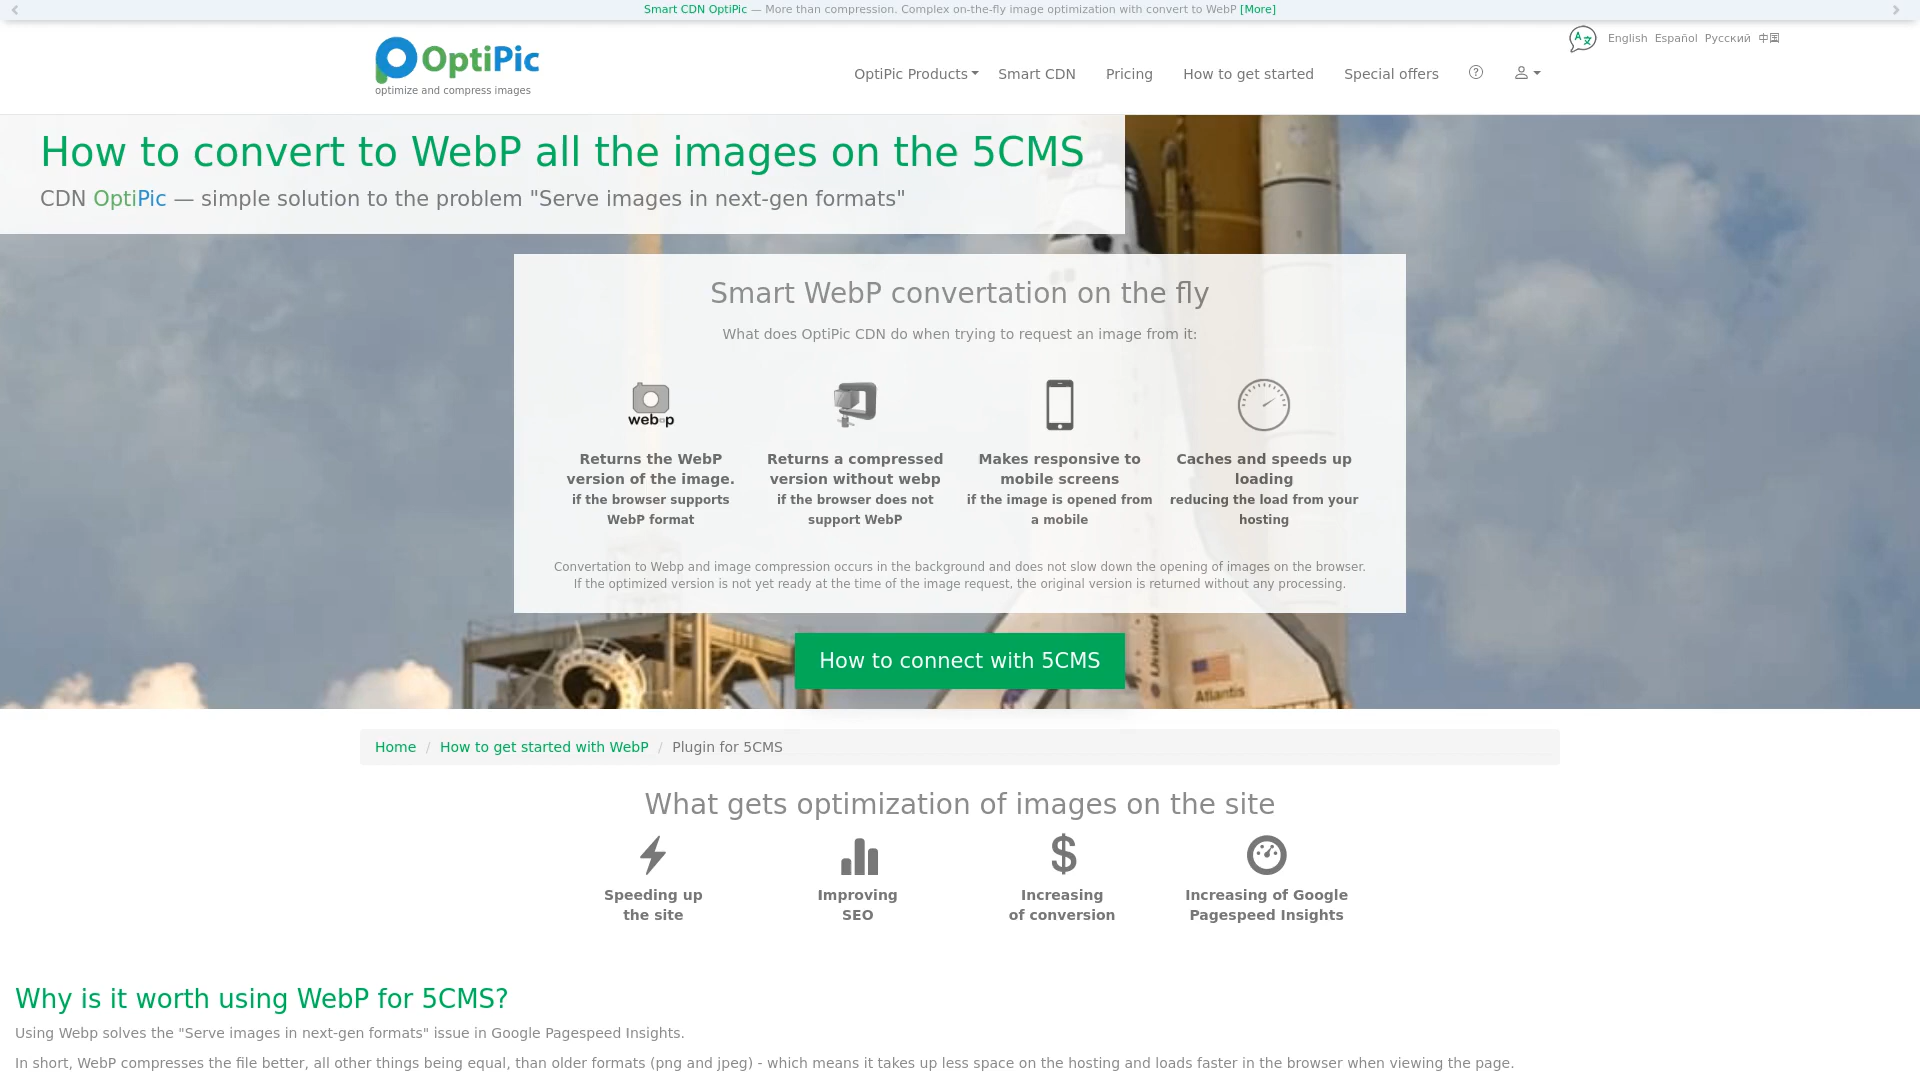 Smart CDN OptiPic — More than compression. Complex on-the-fly image optimization with convert to WebP [More]
English Español Русский 中国
OptiPic
optimize and compress images
OptiPic Products Smart CDN Pricing How to get started Special offers
How to convert to WebP all the images on the 5CMS
CDN OptiPic — simple solution to the problem "Serve images in next-gen formats"
Smart WebP convertation on the fly
What does OptiPic CDN do when trying to request an image from it:
webp
Returns the WebP version of the image.
if the browser supports WebP format
Returns a compressed version without webp
if the browser does not support WebP
Makes responsive to mobile screens
if the image is opened from a mobile
Caches and speeds up loading
reducing the load from your hosting
Convertation to Webp and image compression occurs in the background and does not slow down the opening of images on the browser.
If the optimized version is not yet ready at the time of the image request, the original version is returned without any processing.
How to connect with 5CMS
United
Atlantis
Home / How to get started with WebP / Plugin for 5CMS
What gets optimization of images on the site
Speeding up the site
Improving SEO
Increasing of conversion
Increasing of Google Pagespeed Insights
Why is it worth using WebP for 5CMS?
Using Webp solves the "Serve images in next-gen formats" issue in Google Pagespeed Insights.
In short, WebP compresses the file better, all other things being equal, than older formats (png and jpeg) - which means it takes up less space on the hosting and loads faster in the browser when viewing the page.